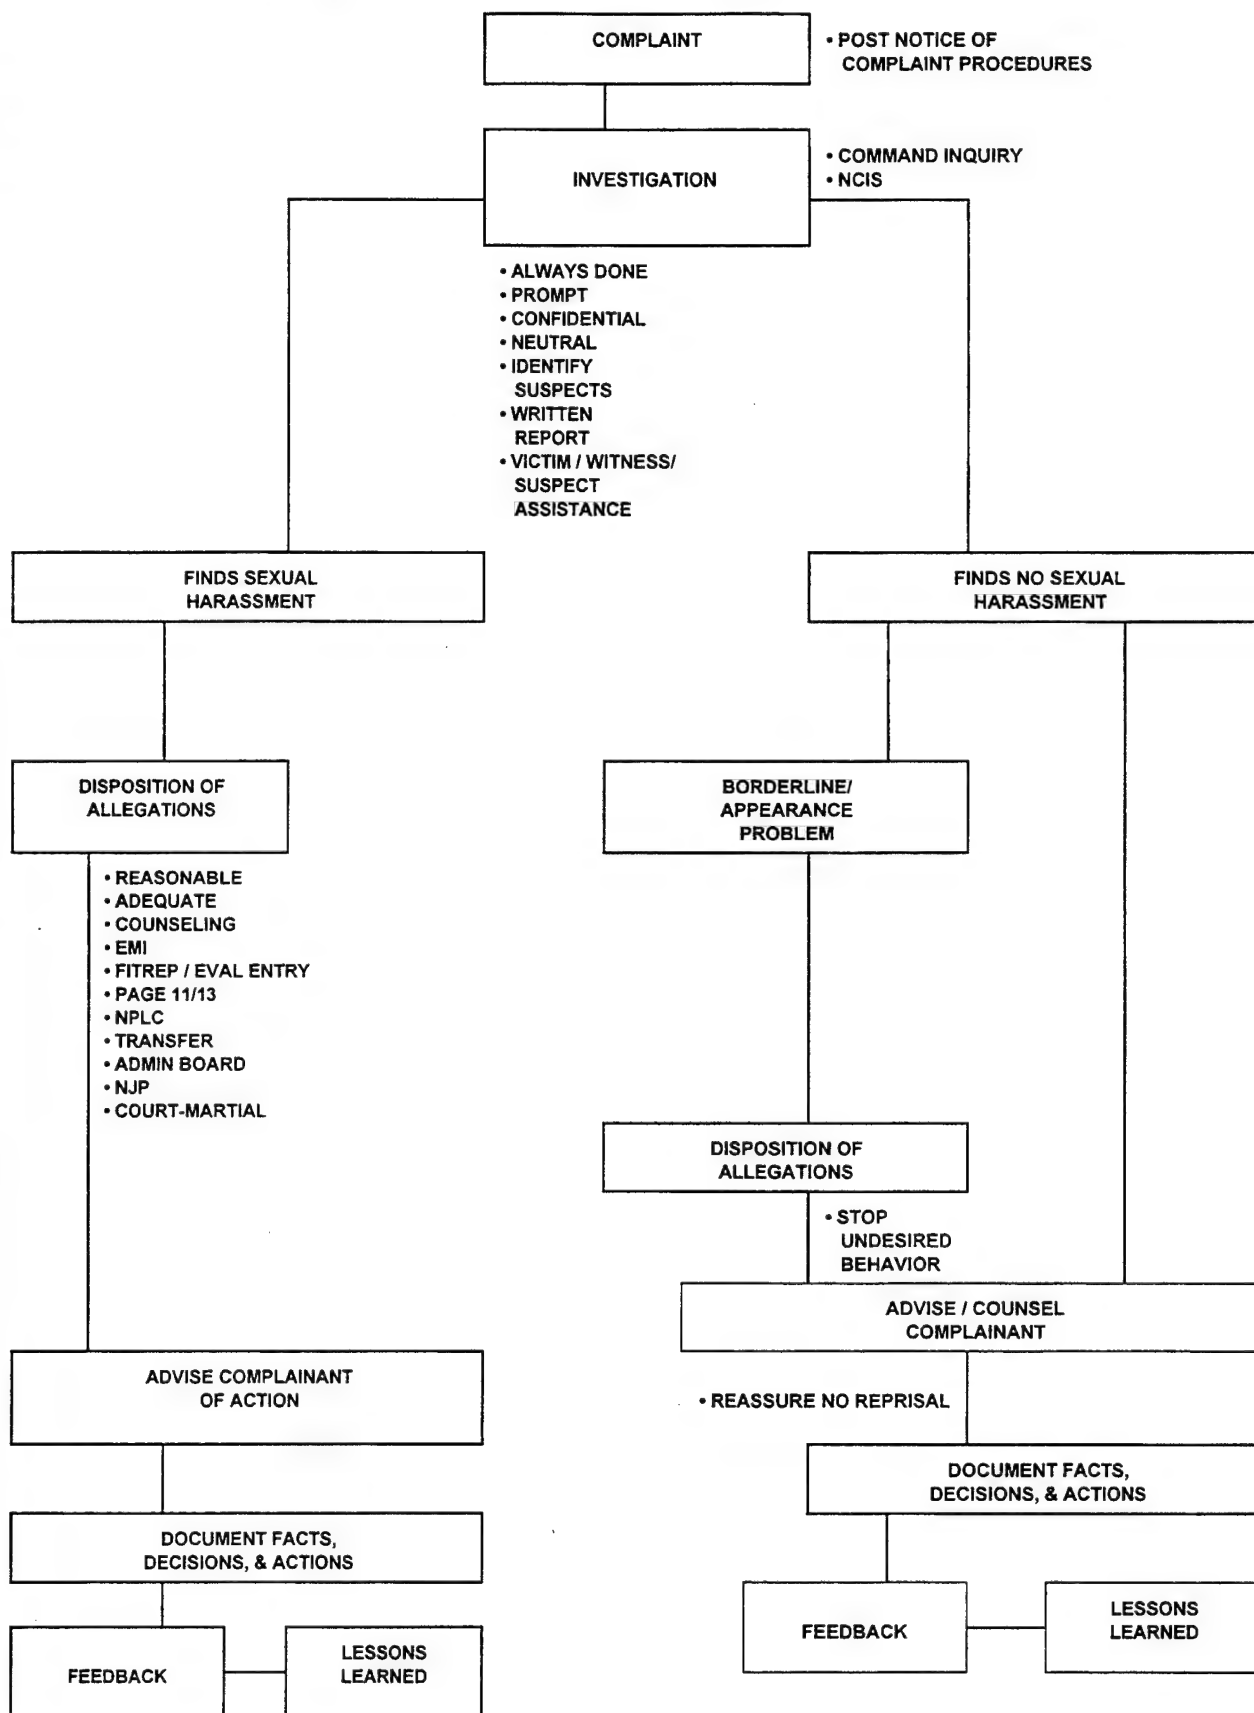 COMPLAINT
• POST NOTICE OF
COMPLAINT PROCEDURES
INVESTIGATION
• COMMAND INQUIRY
• NCIS
• ALWAYS DONE
• PROMPT
• CONFIDENTIAL
• NEUTRAL
• IDENTIFY
SUSPECTS
• WRITTEN
REPORT
• VICTIM / WITNESS/
SUSPECT
ASSISTANCE
FINDS SEXUAL
HARASSMENT
FINDS NO SEXUAL
HARASSMENT
DISPOSITION OF
ALLEGATIONS
• REASONABLE
• ADEQUATE
• COUNSELING
• EMI
• FITREP / EVAL ENTRY
• PAGE 11/13
• NPLC
• TRANSFER
• ADMIN BOARD
• NJP
• COURT-MARTIAL
BORDERLINE/
APPEARANCE
PROBLEM
DISPOSITION OF
ALLEGATIONS
• STOP
UNDESIRED
BEHAVIOR
ADVISE / COUNSEL
COMPLAINANT
• REASSURE NO REPRISAL
ADVISE COMPLAINANT
OF ACTION
DOCUMENT FACTS,
DECISIONS, & ACTIONS
DOCUMENT FACTS,
DECISIONS, & ACTIONS
FEEDBACK
LESSONS
LEARNED
FEEDBACK
LESSONS
LEARNED